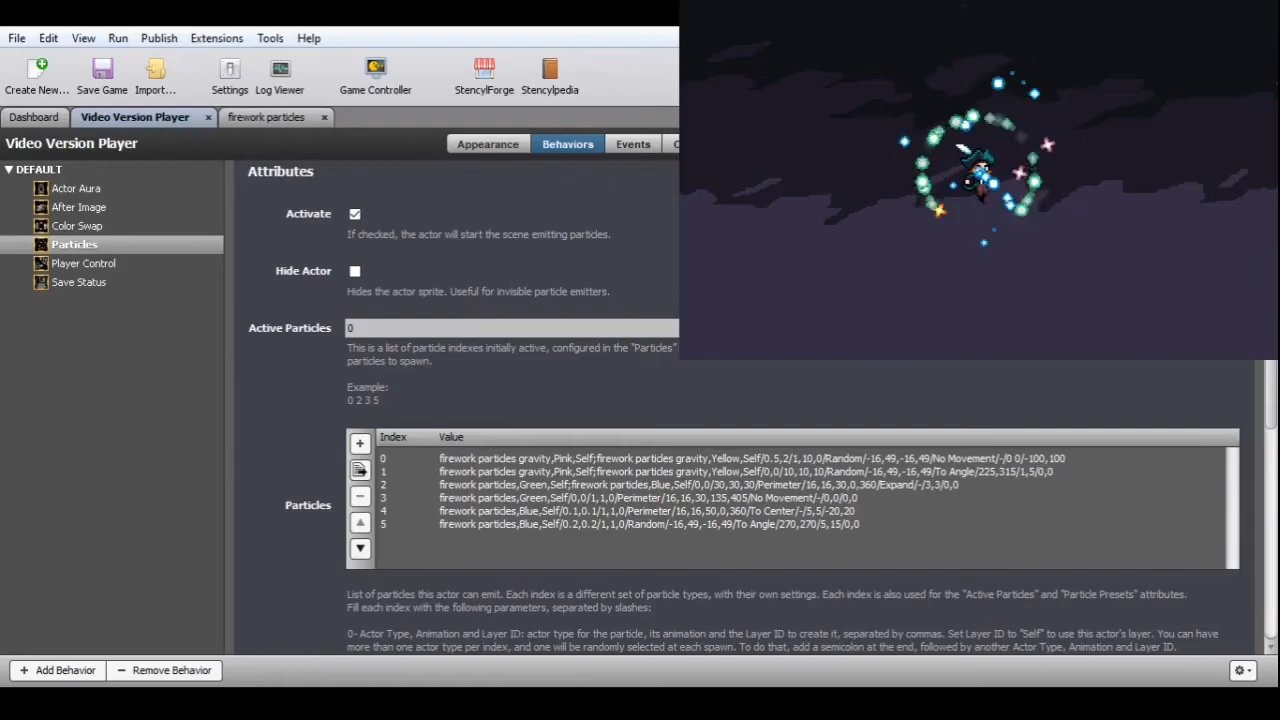 File Edit View Run Publish Extensions Tools Help
Create New... Save Game Import... Settings Log Viewer Game Controller StencylForge Stencylpedia
Dashboard Video Version Player × firework particles ×
Video Version Player Appearance Behaviors Events C
DEFAULT
Actor Aura
After Image
Color Swap
Particles
Player Control
Save Status
Attributes
Activate
If checked, the actor will start the scene emitting particles.
Hide Actor
Hides the actor sprite. Useful for invisible particle emitters.
Active Particles 0
This is a list of particle indexes initially active, configured in the "Particles"
particles to spawn.
Example:
0 2 3 5
Index Value
0 firework particles gravity,Pink,Self;firework particles gravity,Yellow,Self/0.5,2/1,10,0/Random/-16,49,-16,49/No Movement/-/0 0/-100,100
1 firework particles gravity,Pink,Self;firework particles gravity,Yellow,Self/0,0/10,10,10/Random/-16,49,-16,49/To Angle/225,315/1,5/0,0
2 firework particles,Green,Self;firework particles,Blue,Self/0,0/30,30,30/Perimeter/16,16,30,0,360/Expand/-/3,3/0,0
3 firework particles,Green,Self/0,0/1,1,0/Perimeter/16,16,30,135,405/No Movement/-/0,0/0,0
4 firework particles,Blue,Self/0.1,0.1/1,1,0/Perimeter/16,16,50,0,360/To Center/-/5,5/-20,20
5 firework particles,Blue,Self/0.2,0.2/1,1,0/Random/-16,49,-16,49/To Angle/270,270/5,15/0,0
Particles
List of particles this actor can emit. Each index is a different set of particle types, with their own settings. Each index is also used for the "Active Particles" and "Particle Presets" attributes.
Fill each index with the following parameters, separated by slashes:
0- Actor Type, Animation and Layer ID: actor type for the particle, its animation and the Layer ID to create it, separated by commas. Set Layer ID to "Self" to use this actor's layer. You can have
more than one actor type per index, and one will be randomly selected at each spawn. To do that, add a semicolon at the end, followed by another Actor Type, Animation and Layer ID.
+ Add Behavior − Remove Behavior